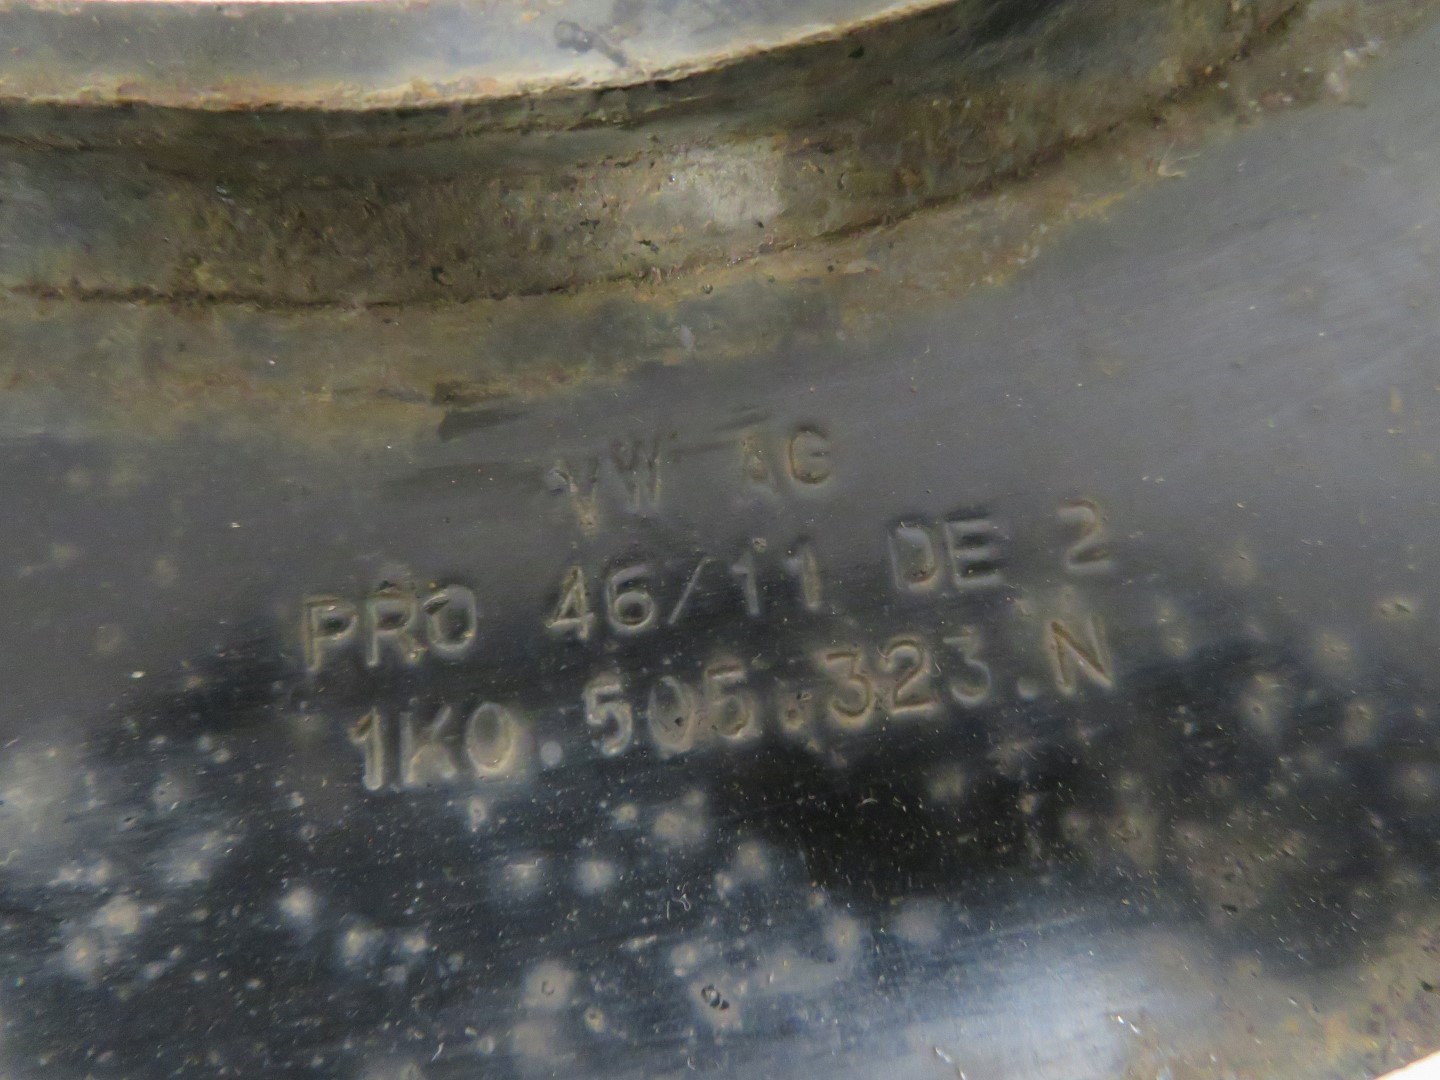 VW AG
PRO 46/11 DE 2
1K0.505.323.N